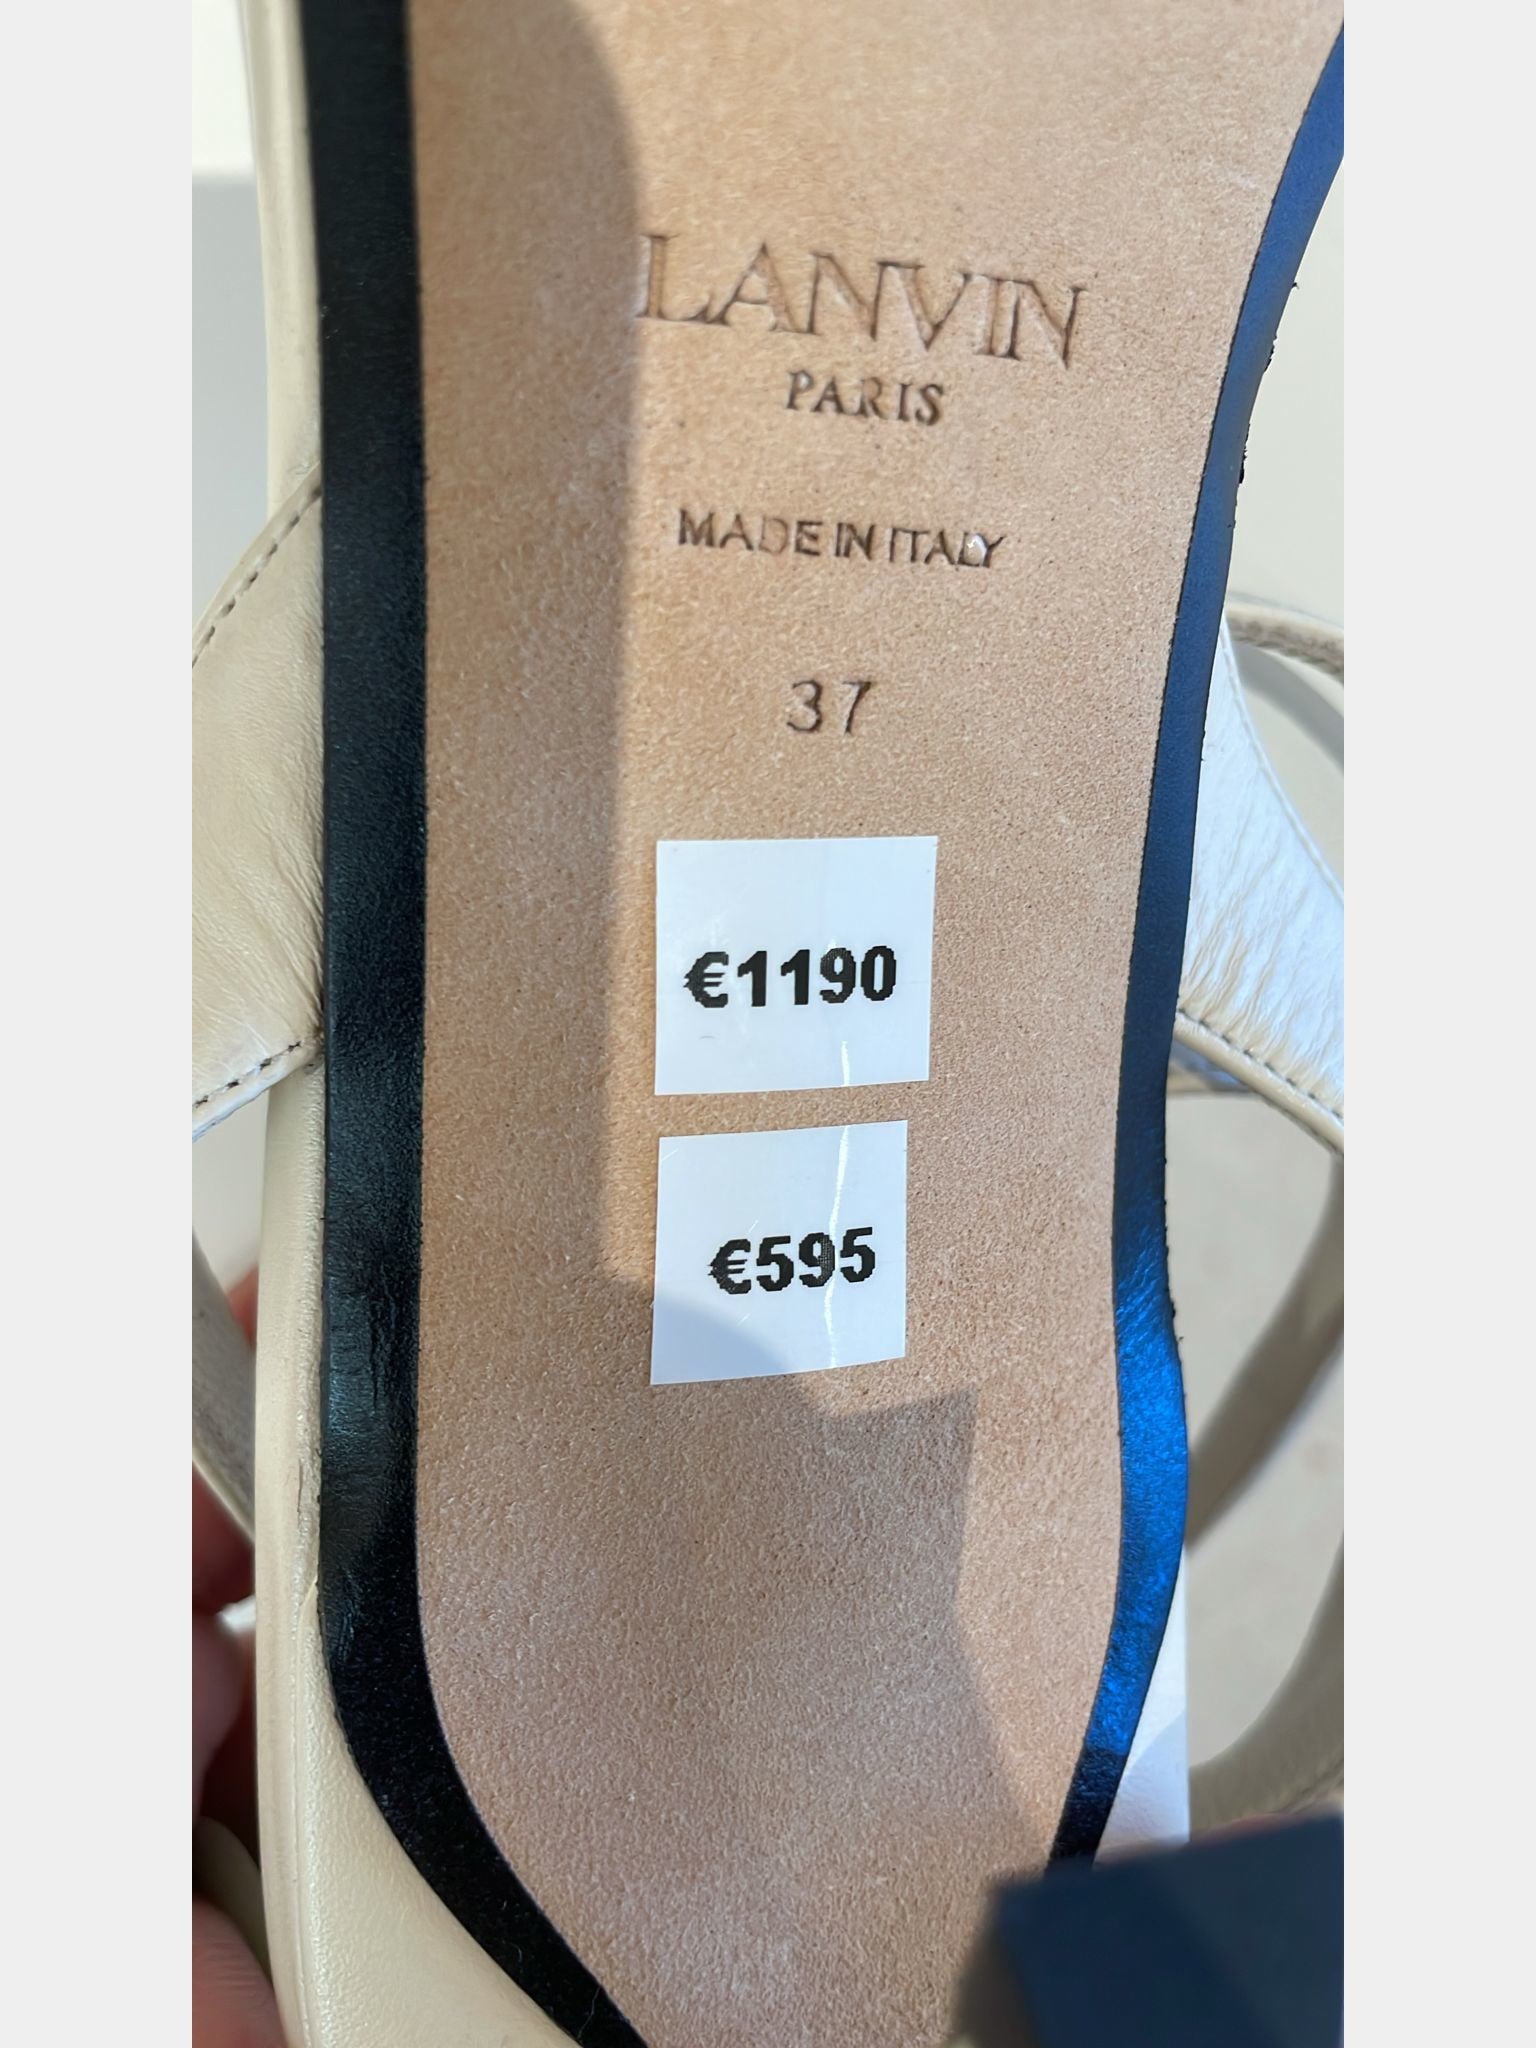 LANVIN
PARIS
MADE IN ITALY
37
€1190
€595